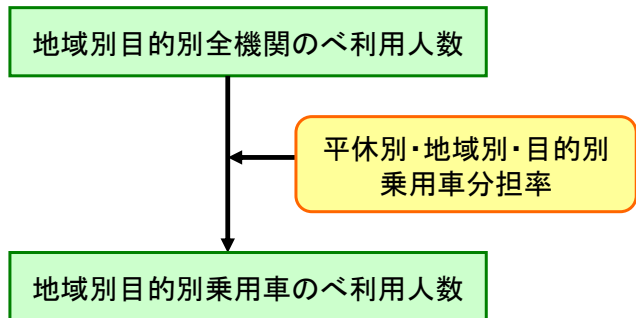 地域別目的別全機関のべ利用人数
平休別・地域別・目的別
乗用車分担率
地域別目的別乗用車のべ利用人数